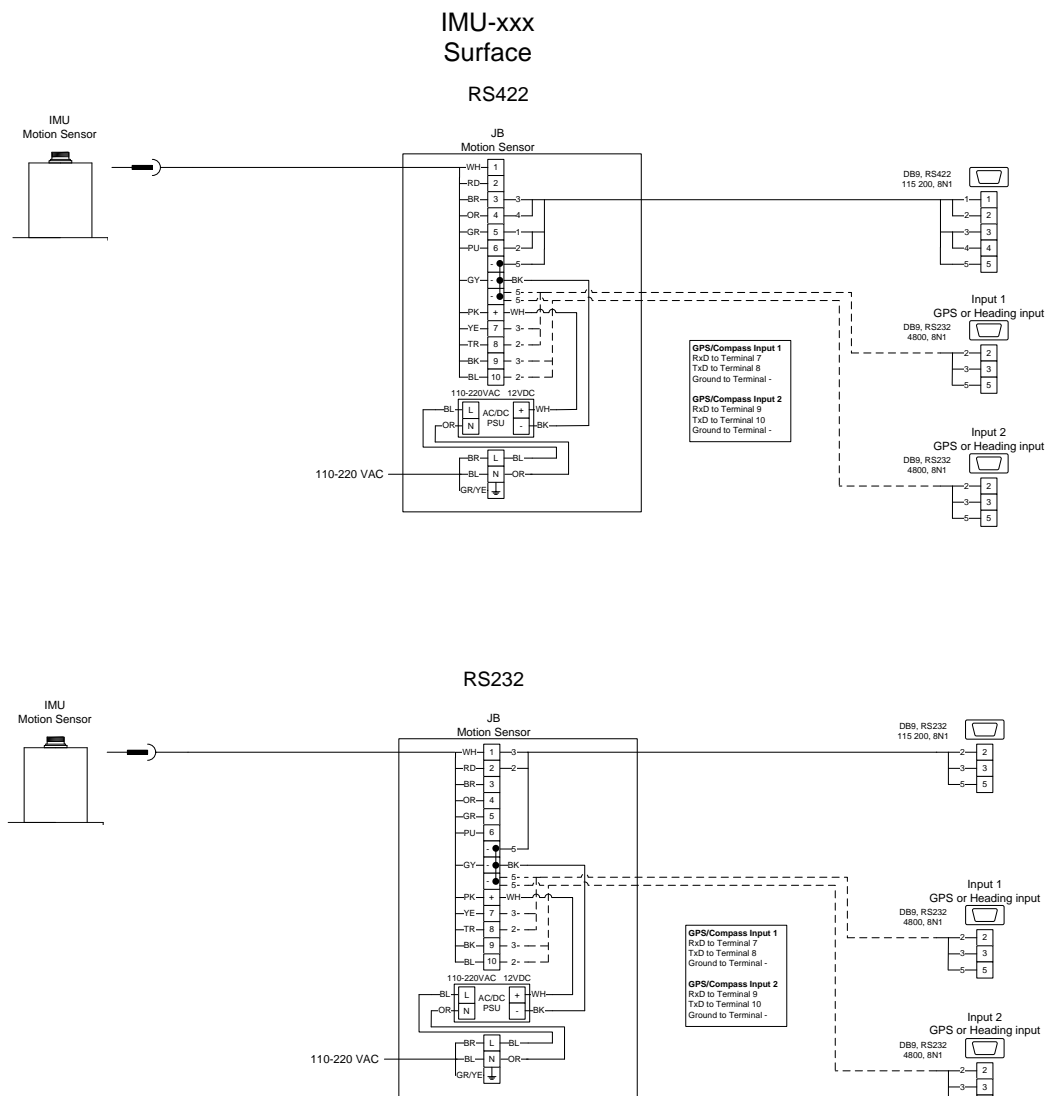 IMU-xxx
Surface
RS422
IMU
Motion Sensor
JB
Motion Sensor
WH 1
RD 2
BR 3 3
OR 4 4
GR 5 1
PU 6 2
- 5
GY - BK
- 5
5
PK + WH
YE 7 3
TR 8 2
BK 9 3
BL 10 2
110-220VAC 12VDC
BL L AC/DC + WH
OR N PSU - BK
BR L BL
110-220 VAC BL N OR
GR/YE
DB9, RS422
115 200, 8N1
1 1
2 2
3 3
4 4
5 5
Input 1
GPS or Heading input
DB9, RS232
4800, 8N1
2 2
3 3
5 5
GPS/Compass Input 1
RxD to Terminal 7
TxD to Terminal 8
Ground to Terminal -
GPS/Compass Input 2
RxD to Terminal 9
TxD to Terminal 10
Ground to Terminal -
Input 2
GPS or Heading input
DB9, RS232
4800, 8N1
2 2
3 3
5 5
RS232
IMU
Motion Sensor
JB
Motion Sensor
WH 1 3
RD 2 2
BR 3
OR 4
GR 5
PU 6
- 5
GY - BK
- 5
5
PK + WH
YE 7 3
TR 8 2
BK 9 3
BL 10 2
110-220VAC 12VDC
BL L AC/DC + WH
OR N PSU - BK
BR L BL
110-220 VAC BL N OR
GR/YE
DB9, RS232
115 200, 8N1
2 2
3 3
5 5
Input 1
GPS or Heading input
DB9, RS232
4800, 8N1
2 2
3 3
5 5
GPS/Compass Input 1
RxD to Terminal 7
TxD to Terminal 8
Ground to Terminal -
GPS/Compass Input 2
RxD to Terminal 9
TxD to Terminal 10
Ground to Terminal -
Input 2
GPS or Heading input
DB9, RS232
4800, 8N1
2 2
3 3